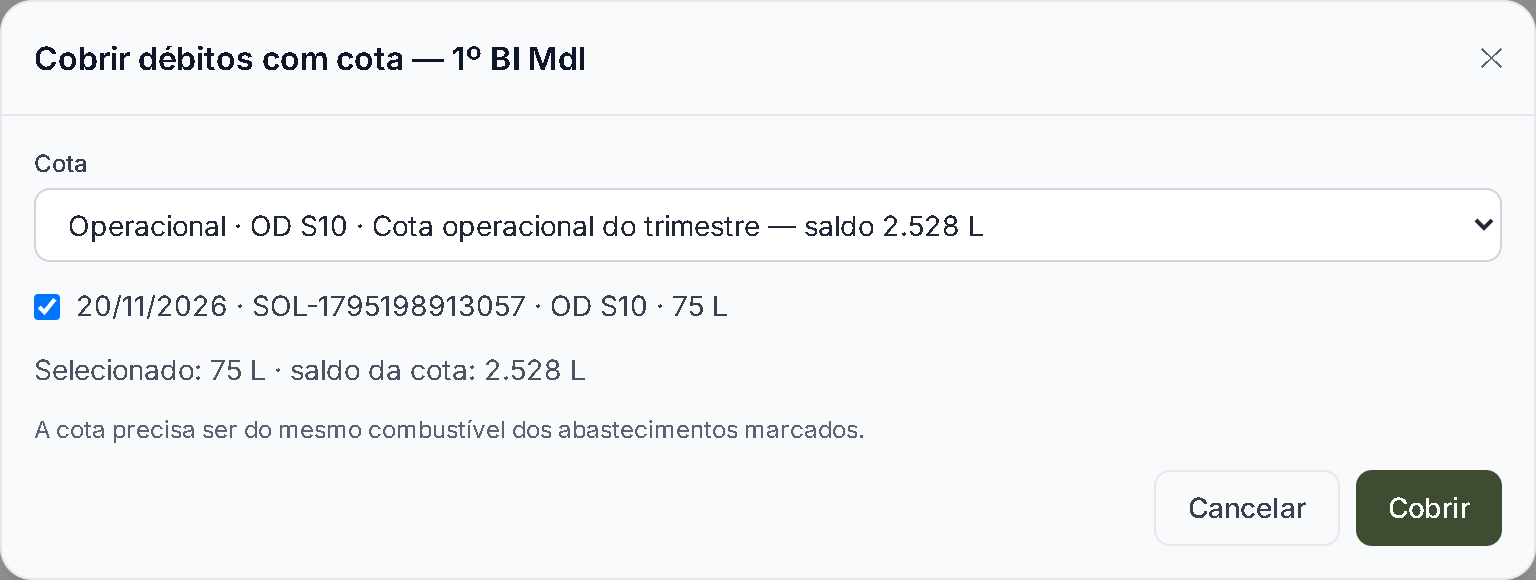 Cobrir débitos com cota — 1º BI Mdl
Cota
Operacional · OD S10 · Cota operacional do trimestre — saldo 2.528 L
20/11/2026 · SOL-1795198913057 · OD S10 · 75 L
Selecionado: 75 L · saldo da cota: 2.528 L
A cota precisa ser do mesmo combustível dos abastecimentos marcados.
Cancelar
Cobrir